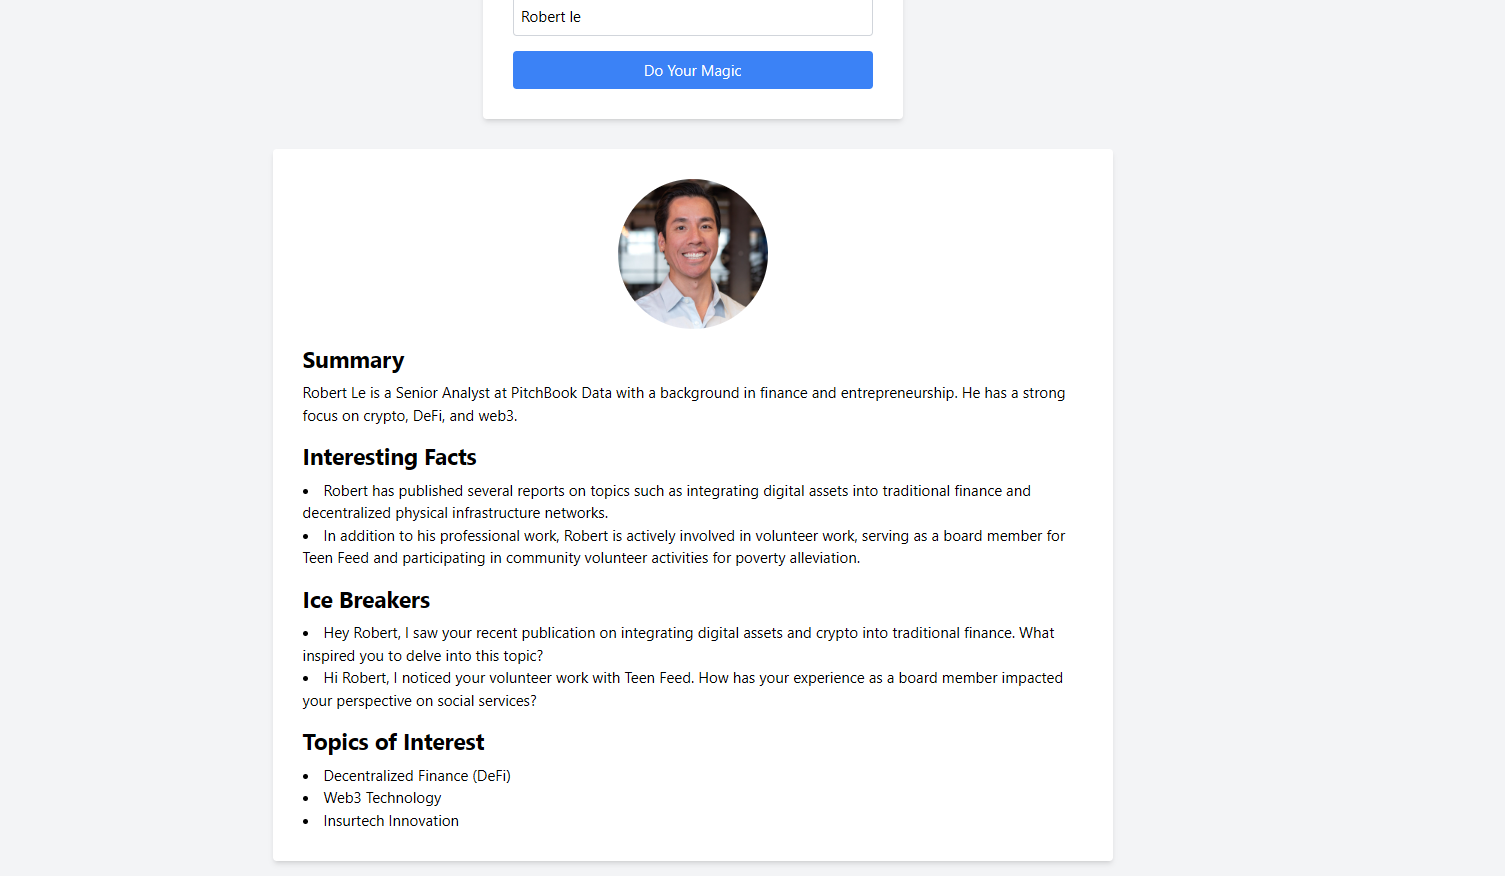 Robert le
Do Your Magic
Summary
Robert Le is a Senior Analyst at PitchBook Data with a background in finance and entrepreneurship. He has a strong
focus on crypto, DeFi, and web3.
Interesting Facts
• Robert has published several reports on topics such as integrating digital assets into traditional finance and
decentralized physical infrastructure networks.
• In addition to his professional work, Robert is actively involved in volunteer work, serving as a board member for
Teen Feed and participating in community volunteer activities for poverty alleviation.
Ice Breakers
• Hey Robert, I saw your recent publication on integrating digital assets and crypto into traditional finance. What
inspired you to delve into this topic?
• Hi Robert, I noticed your volunteer work with Teen Feed. How has your experience as a board member impacted
your perspective on social services?
Topics of Interest
• Decentralized Finance (DeFi)
• Web3 Technology
• Insurtech Innovation